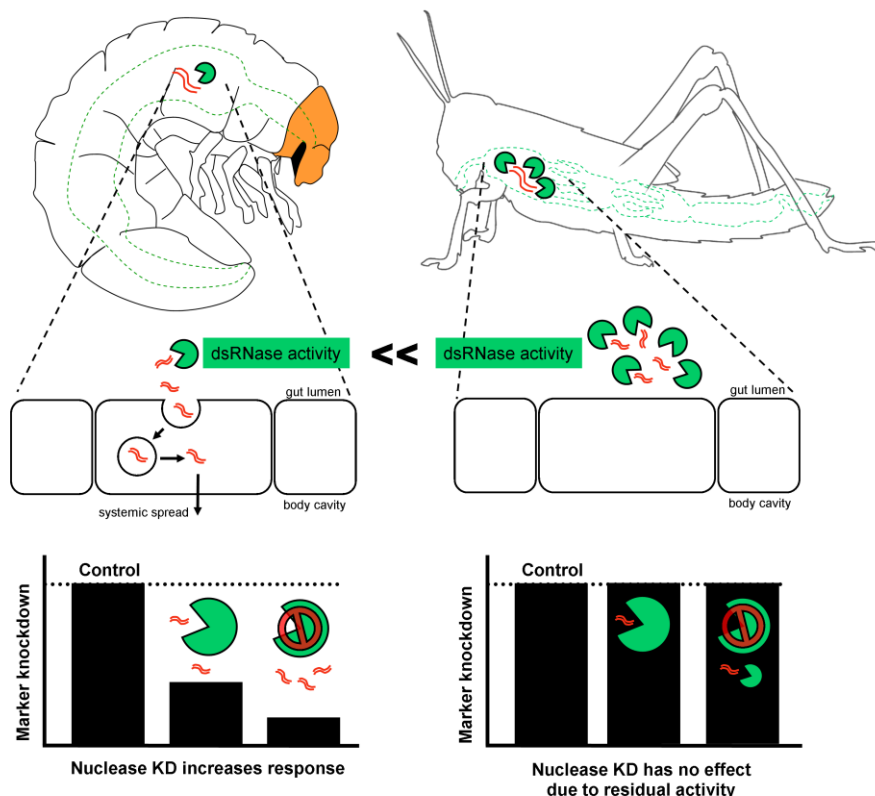 dsRNase activity
<<
dsRNase activity
gut lumen
gut lumen
systemic spread
body cavity
body cavity
Control
Marker knockdown
Nuclease KD increases response
Control
Marker knockdown
Nuclease KD has no effect
due to residual activity